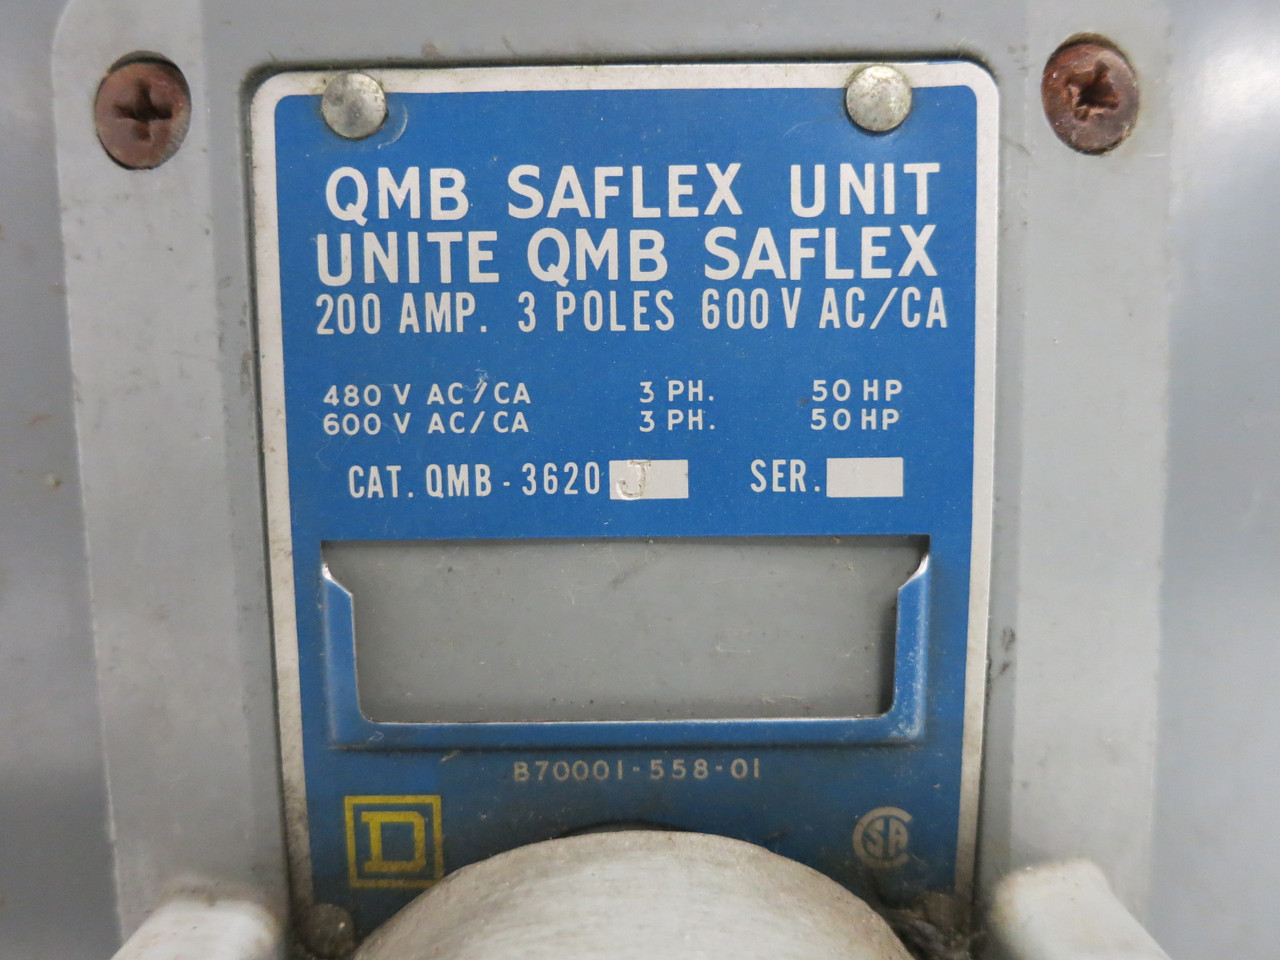 QMB SAFLEX UNIT
UNITE QMB SAFLEX
200 AMP. 3 POLES 600 V AC/CA
480 V AC/CA 3 PH. 50 HP
600 V AC/CA 3 PH. 50 HP
CAT. QMB - 3620 J SER.
B70001-558-01
D
CSA